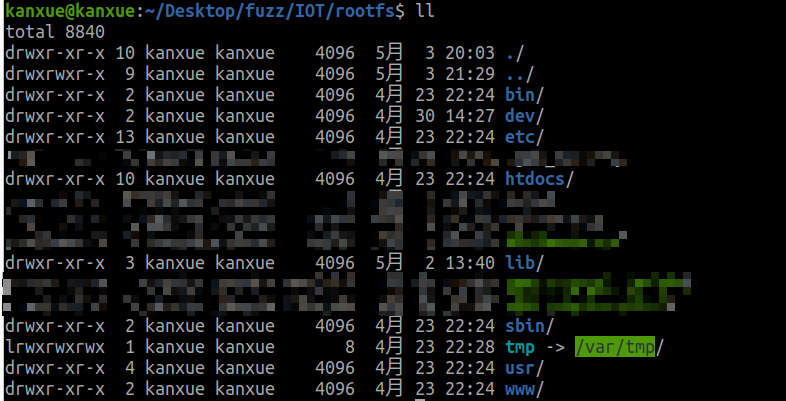 kanxue@kanxue:~/Desktop/fuzz/IOT/rootfs$ ll
total 8840
drwxr-xr-x 10 kanxue kanxue    4096  5月   3 20:03 ./
drwxrwxr-x  9 kanxue kanxue    4096  5月   3 21:29 ../
drwxr-xr-x  2 kanxue kanxue    4096  4月  23 22:24 bin/
drwxr-xr-x  2 kanxue kanxue    4096  4月  30 14:27 dev/
drwxr-xr-x 13 kanxue kanxue    4096  4月  23 22:24 etc/
drwxr-xr-x 10 kanxue kanxue    4096  4月  23 22:24 htdocs/
drwxr-xr-x  3 kanxue kanxue    4096  5月   2 13:40 lib/
drwxr-xr-x  2 kanxue kanxue    4096  4月  23 22:24 sbin/
lrwxrwxrwx  1 kanxue kanxue       8  4月  23 22:28 tmp -> /var/tmp/
drwxr-xr-x  4 kanxue kanxue    4096  4月  23 22:24 usr/
drwxr-xr-x  2 kanxue kanxue    4096  4月  23 22:24 www/